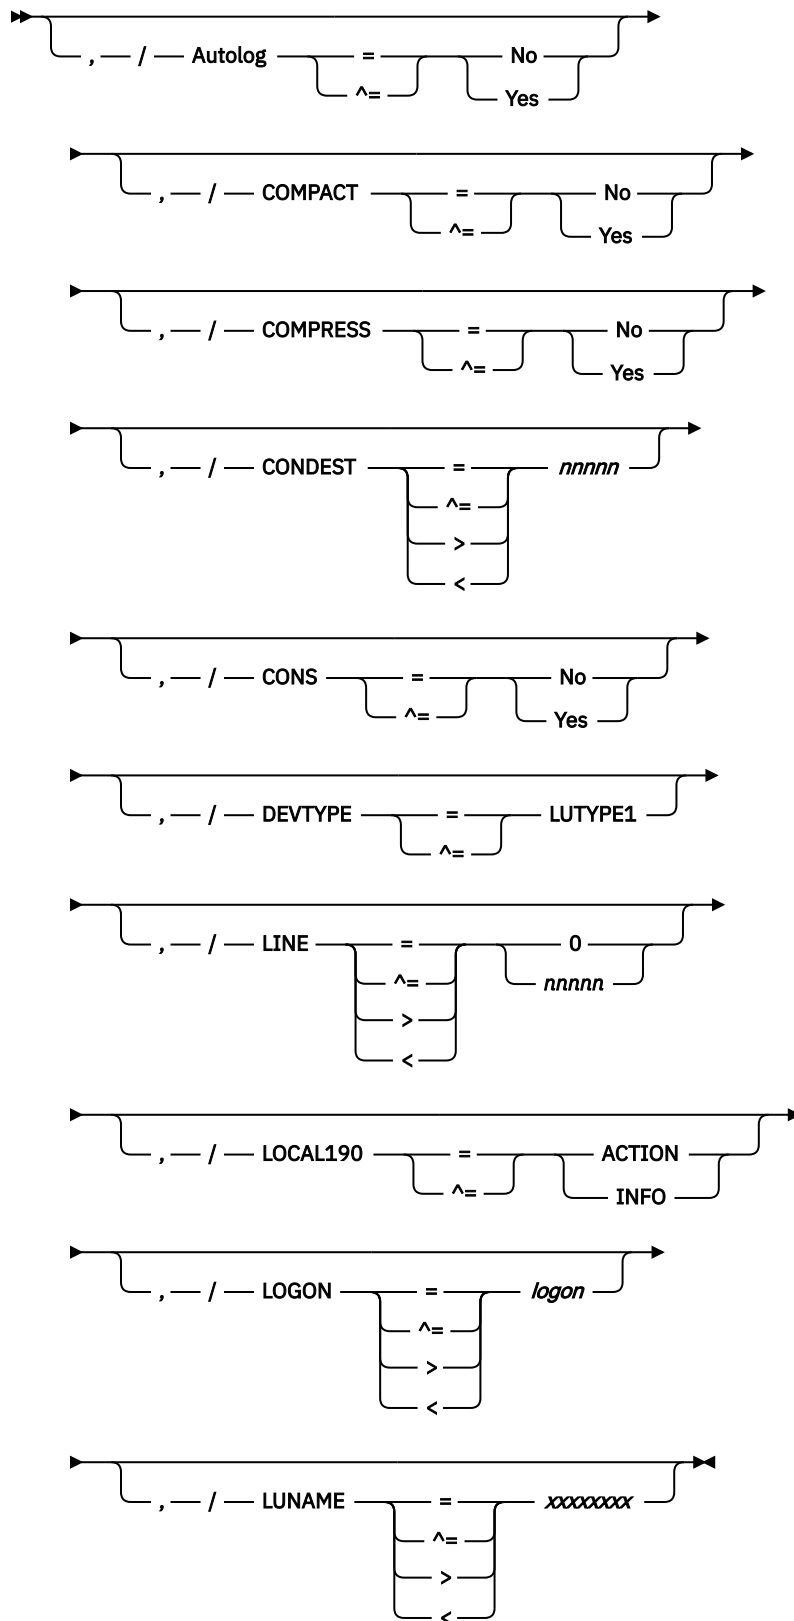 , / Autolog = No
^= Yes
, / COMPACT = No
^= Yes
, / COMPRESS = No
^= Yes
, / CONDEST = nnnnn
^=
>
<
, / CONS = No
^= Yes
, / DEVTYPE = LUTYPE1
^=
, / LINE = 0
^= nnnnn
>
<
, / LOCAL190 = ACTION
^= INFO
, / LOGON = logon
^=
>
<
, / LUNAME = xxxxxxxx
^=
>
<